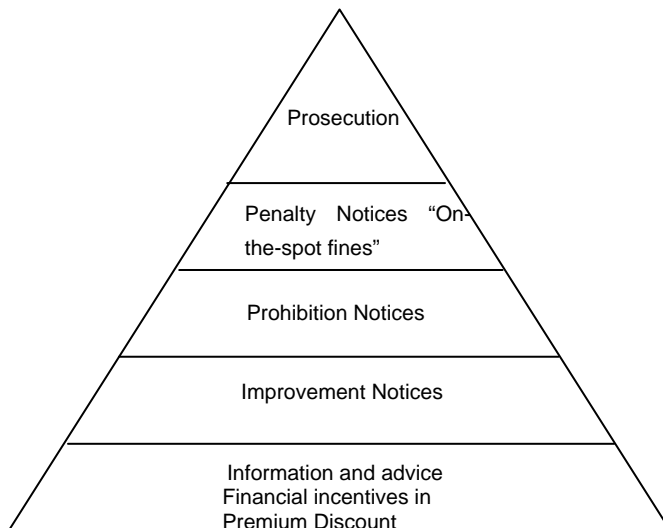 Prosecution
Penalty Notices “On-
the-spot fines”
Prohibition Notices
Improvement Notices
Information and advice
Financial incentives in
Premium Discount